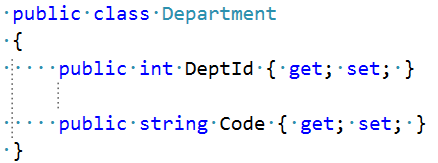 public class Department
{
public int DeptId { get; set; }
public string Code { get; set; }
}